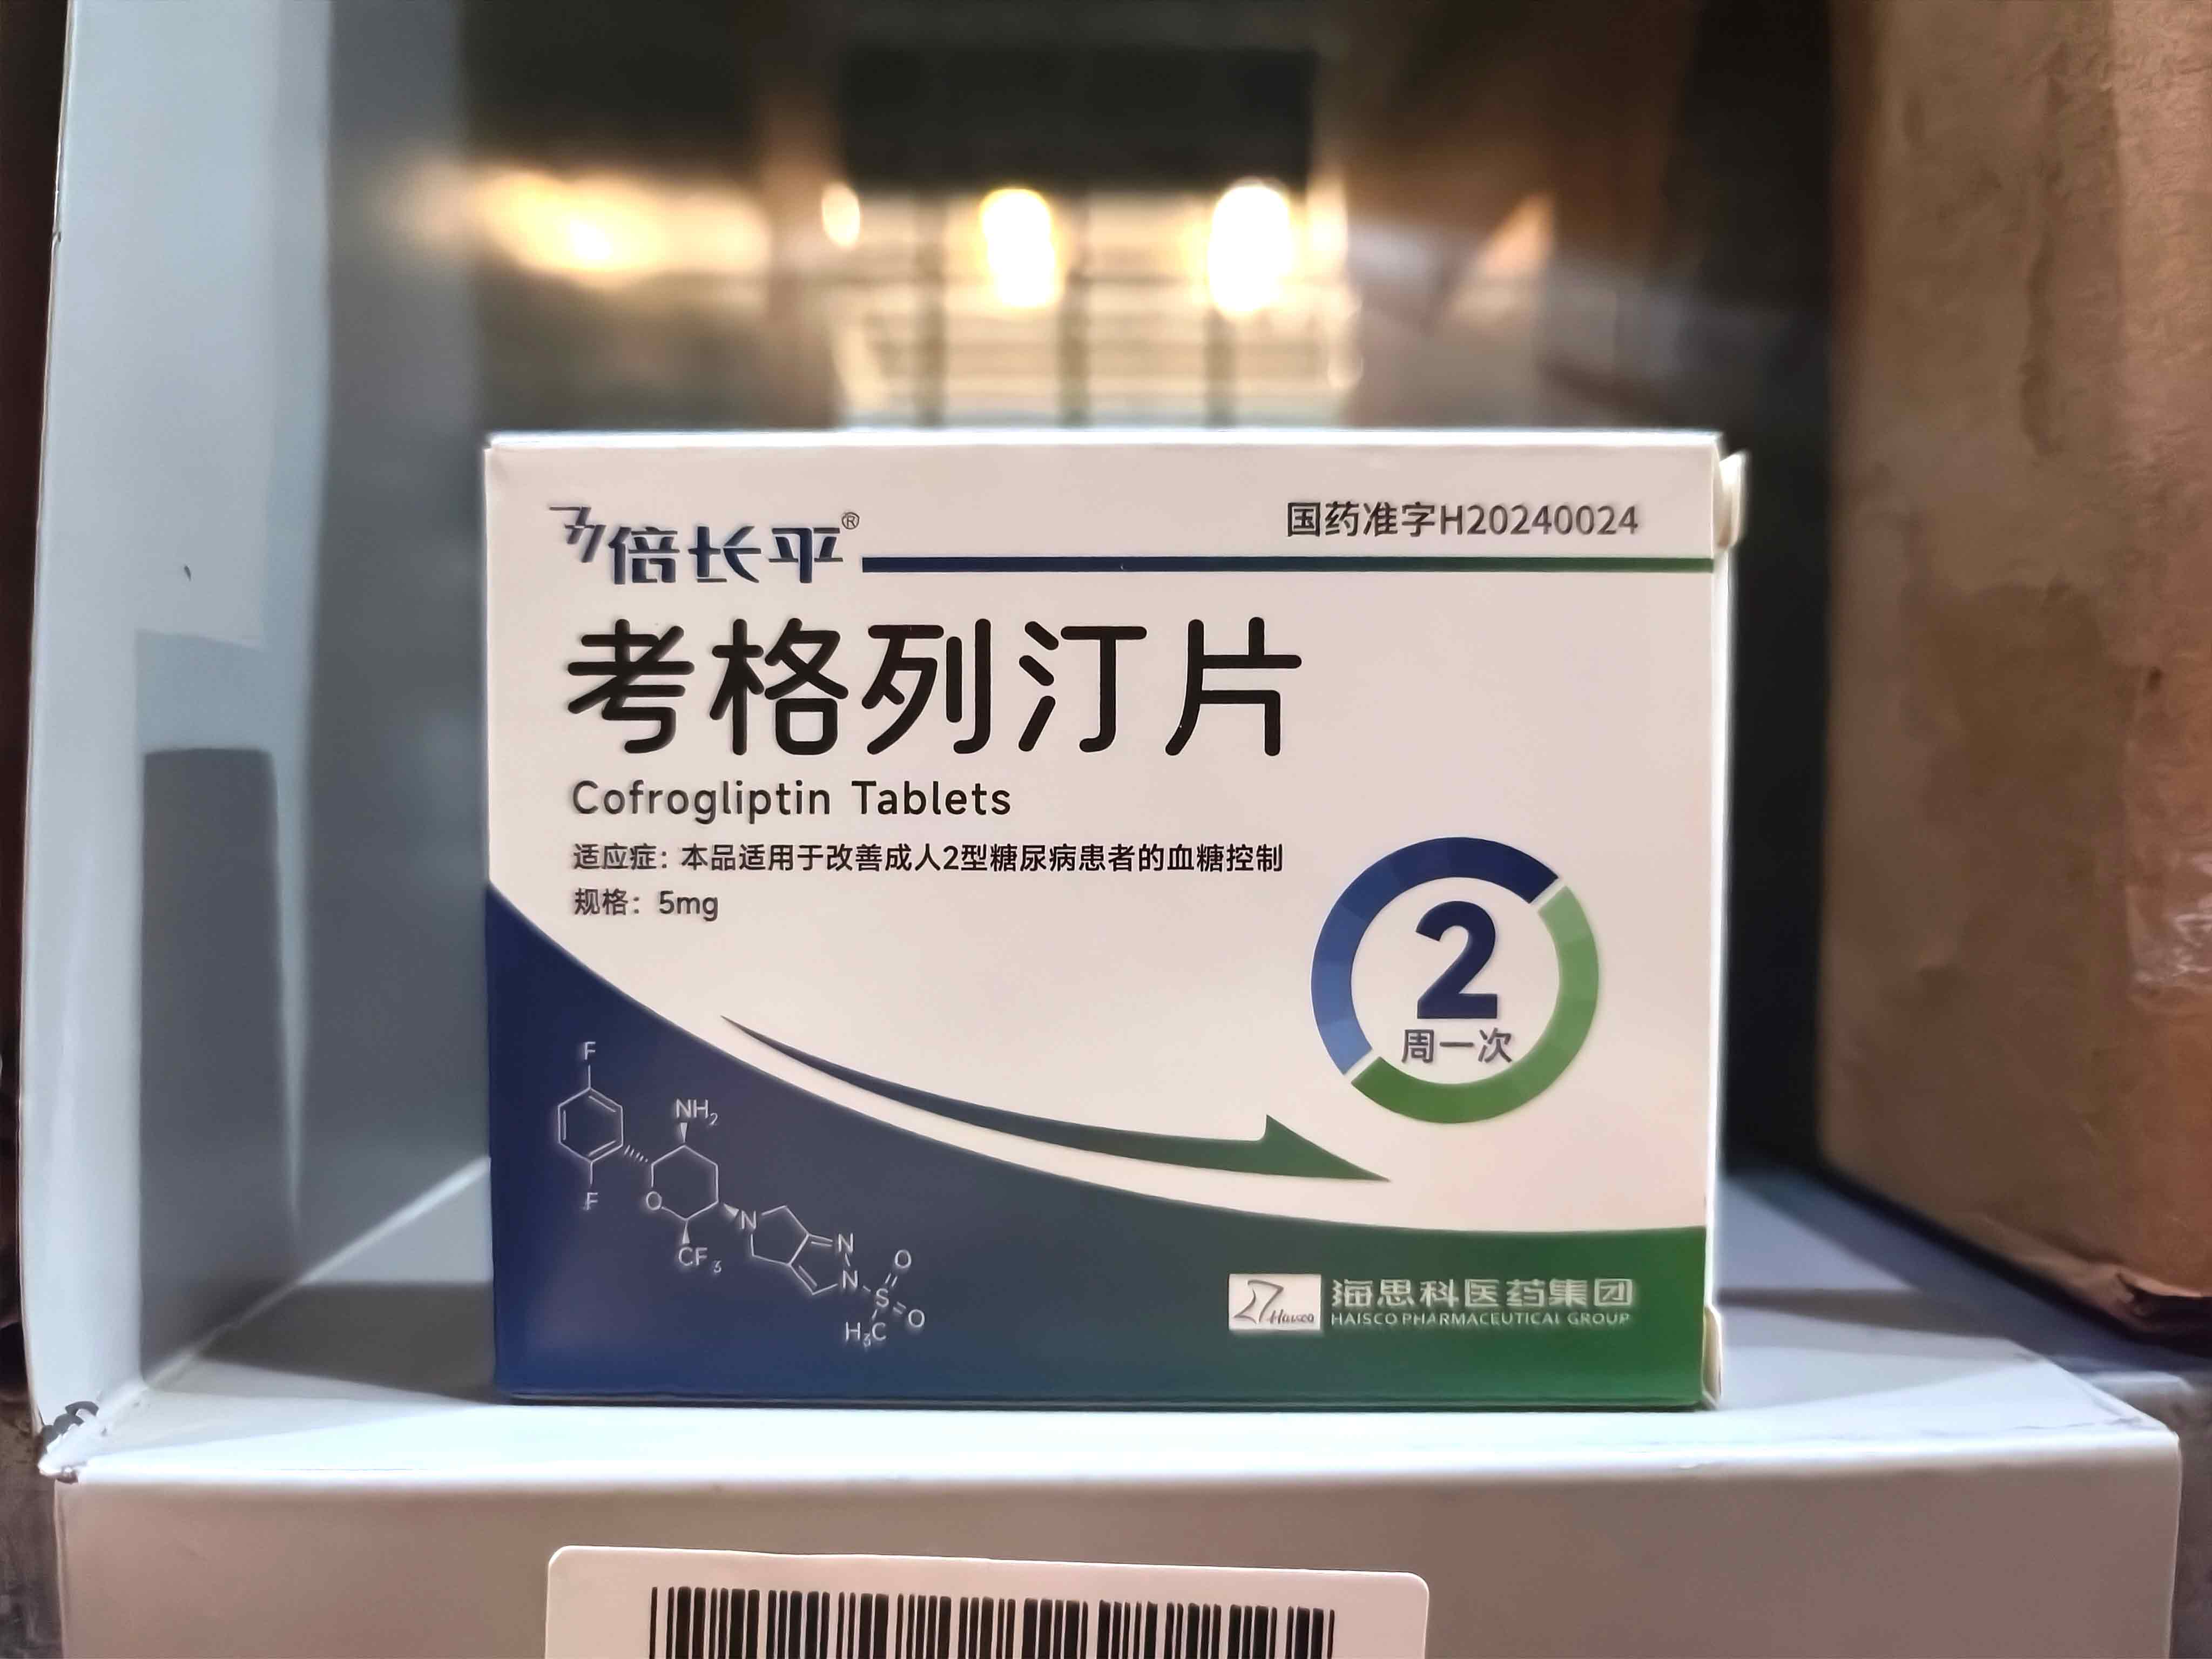 倍长平®
国药准字H20240024
考格列汀片
Cofrogliptin Tablets
适应症：本品适用于改善成人2型糖尿病患者的血糖控制
规格：5mg
2
周一次
F
NH2
F
O
CF3
N
N
N
O
S
O
H3C
Haisco
海思科医药集团
HAISCO PHARMACEUTICAL GROUP